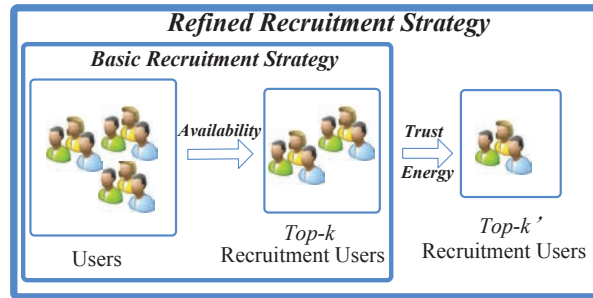 Refined Recruitment Strategy
Basic Recruitment Strategy
Availability
Trust
Energy
Users
Top-k
Recruitment Users
Top-k’
Recruitment Users